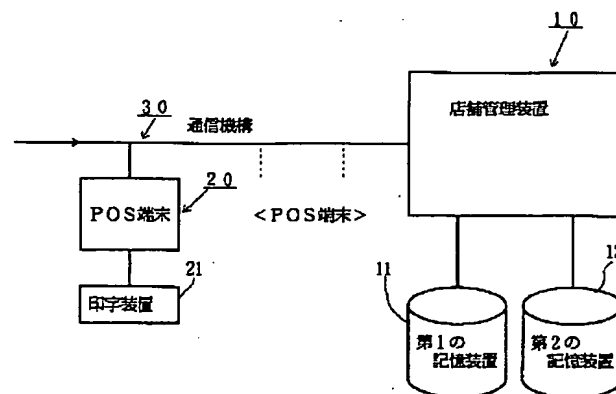 10
店舗管理装置
30
通信機構
20
POS端末
<POS端末>
印字装置
21
11
第1の
記憶装置
第2の
記憶装置